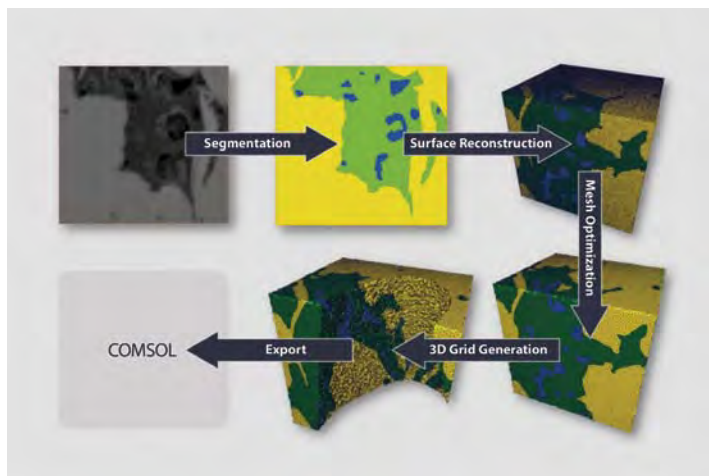 Segmentation
Surface Reconstruction
Mesh Optimization
3D Grid Generation
Export
COMSOL